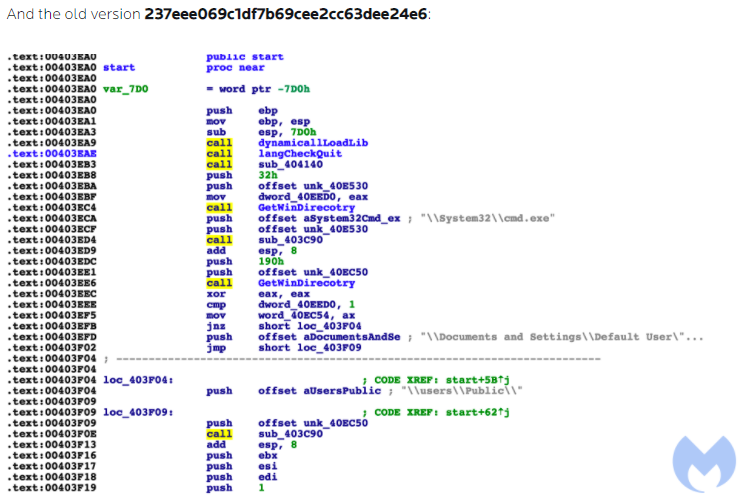 And the old version 237eee069c1df7b69cee2cc63dee24e6:
.text:00403EA0 public start
.text:00403EA0 start proc near
.text:00403EA0
.text:00403EA0 var_7D0 = word ptr -7D0h
.text:00403EA0
.text:00403EA0 push ebp
.text:00403EA1 mov ebp, esp
.text:00403EA3 sub esp, 7D0h
.text:00403EA9 call dynamicallLoadLib
.text:00403EAE call langCheckQuit
.text:00403EB3 call sub_404140
.text:00403EB8 push 32h
.text:00403EBA push offset unk_40E530
.text:00403EBF mov dword_40EED0, eax
.text:00403EC4 call GetWinDirecotry
.text:00403ECA push offset aSystem32Cmd_ex ; "\\System32\\cmd.exe"
.text:00403ECF push offset unk_40E530
.text:00403ED4 call sub_403C90
.text:00403ED9 add esp, 8
.text:00403EDC push 190h
.text:00403EE1 push offset unk_40EC50
.text:00403EE6 call GetWinDirecotry
.text:00403EEC xor eax, eax
.text:00403EEE cmp dword_40EED0, 1
.text:00403EF5 mov word_40EC54, ax
.text:00403EFB jnz short loc_403F04
.text:00403EFD push offset aDocumentsAndSe ; "\\Documents and Settings\\Default User\"...
.text:00403F02 jmp short loc_403F09
.text:00403F04 ; ---------------------------------------------------------------------------
.text:00403F04
.text:00403F04 loc_403F04: ; CODE XREF: start+5B↑j
.text:00403F04 push offset aUsersPublic ; "\\users\\Public\\"
.text:00403F09
.text:00403F09 loc_403F09: ; CODE XREF: start+62↑j
.text:00403F09 push offset unk_40EC50
.text:00403F0E call sub_403C90
.text:00403F13 add esp, 8
.text:00403F16 push ebx
.text:00403F17 push esi
.text:00403F18 push edi
.text:00403F19 push 1